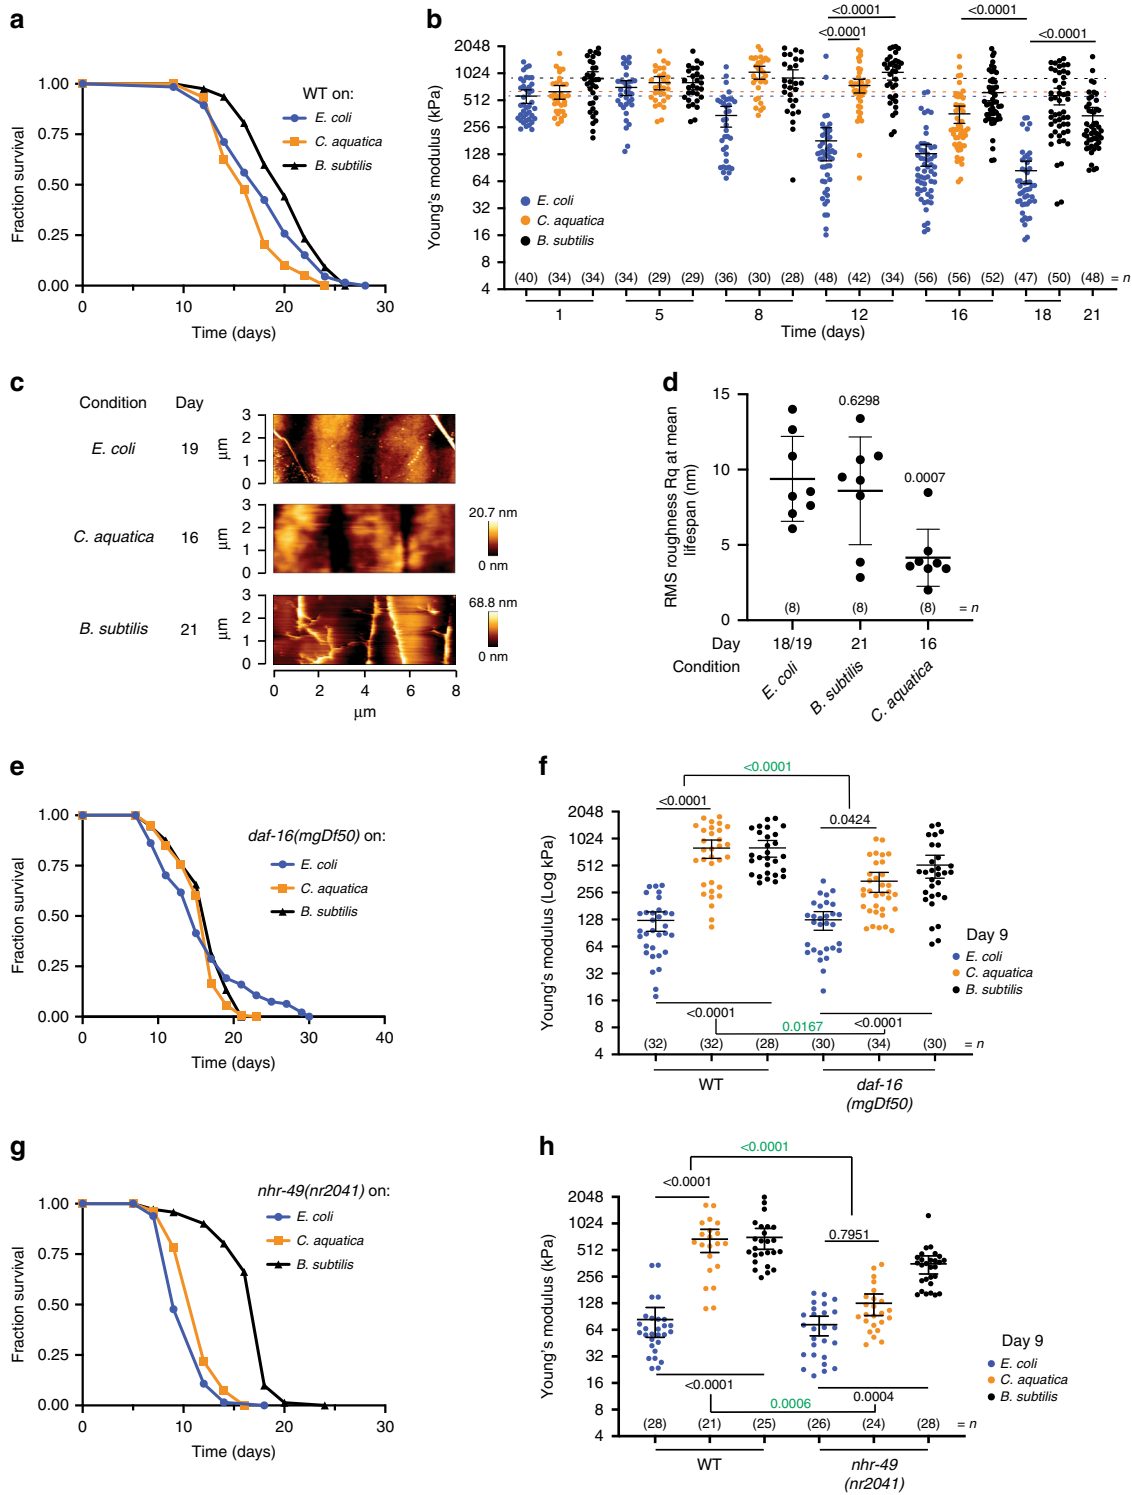 a
1.00
0.75
0.50
0.25
0.00
Fraction survival
0 10 20 30
Time (days)
WT on:
E. coli
C. aquatica
B. subtilis
b
<0.0001 <0.0001
<0.0001 <0.0001
2048
1024
512
256
128
64
32
16
8
4
Young's modulus (kPa)
E. coli
C. aquatica
B. subtilis
(40) (34) (34) (34) (29) (29) (36) (30) (28) (48) (42) (34) (56) (56) (52) (47) (50) (48) = n
1 5 8 12 16 18 21
Time (days)
c
Condition Day
E. coli 19
3
2
1
0
μm
C. aquatica 16
3
2
1
0
μm
20.7 nm
0 nm
B. subtilis 21
3
2
1
0
μm
68.8 nm
0 nm
0 2 4 6 8
μm
d
15
10
5
0
RMS roughness Rq at mean
lifespan (nm)
0.6298
0.0007
(8) (8) (8) = n
Day 18/19 21 16
Condition
E. coli
B. subtilis
C. aquatica
e
1.00
0.75
0.50
0.25
0.00
Fraction survival
0 10 20 30 40
Time (days)
daf-16(mgDf50) on:
E. coli
C. aquatica
B. subtilis
f
<0.0001
<0.0001
0.0424
2048
1024
512
256
128
64
32
16
8
4
Young's modulus (Log kPa)
Day 9
E. coli
C. aquatica
B. subtilis
<0.0001
0.0167
<0.0001
(32) (32) (28) (30) (34) (30) = n
WT
daf-16
(mgDf50)
g
1.00
0.75
0.50
0.25
0.00
Fraction survival
0 10 20 30
Time (days)
nhr-49(nr2041) on:
E. coli
C. aquatica
B. subtilis
h
<0.0001
<0.0001
0.7951
2048
1024
512
256
128
64
32
16
8
4
Young's modulus (kPa)
Day 9
E. coli
C. aquatica
B. subtilis
<0.0001
0.0006
0.0004
(28) (21) (25) (26) (24) (28) = n
WT
nhr-49
(nr2041)